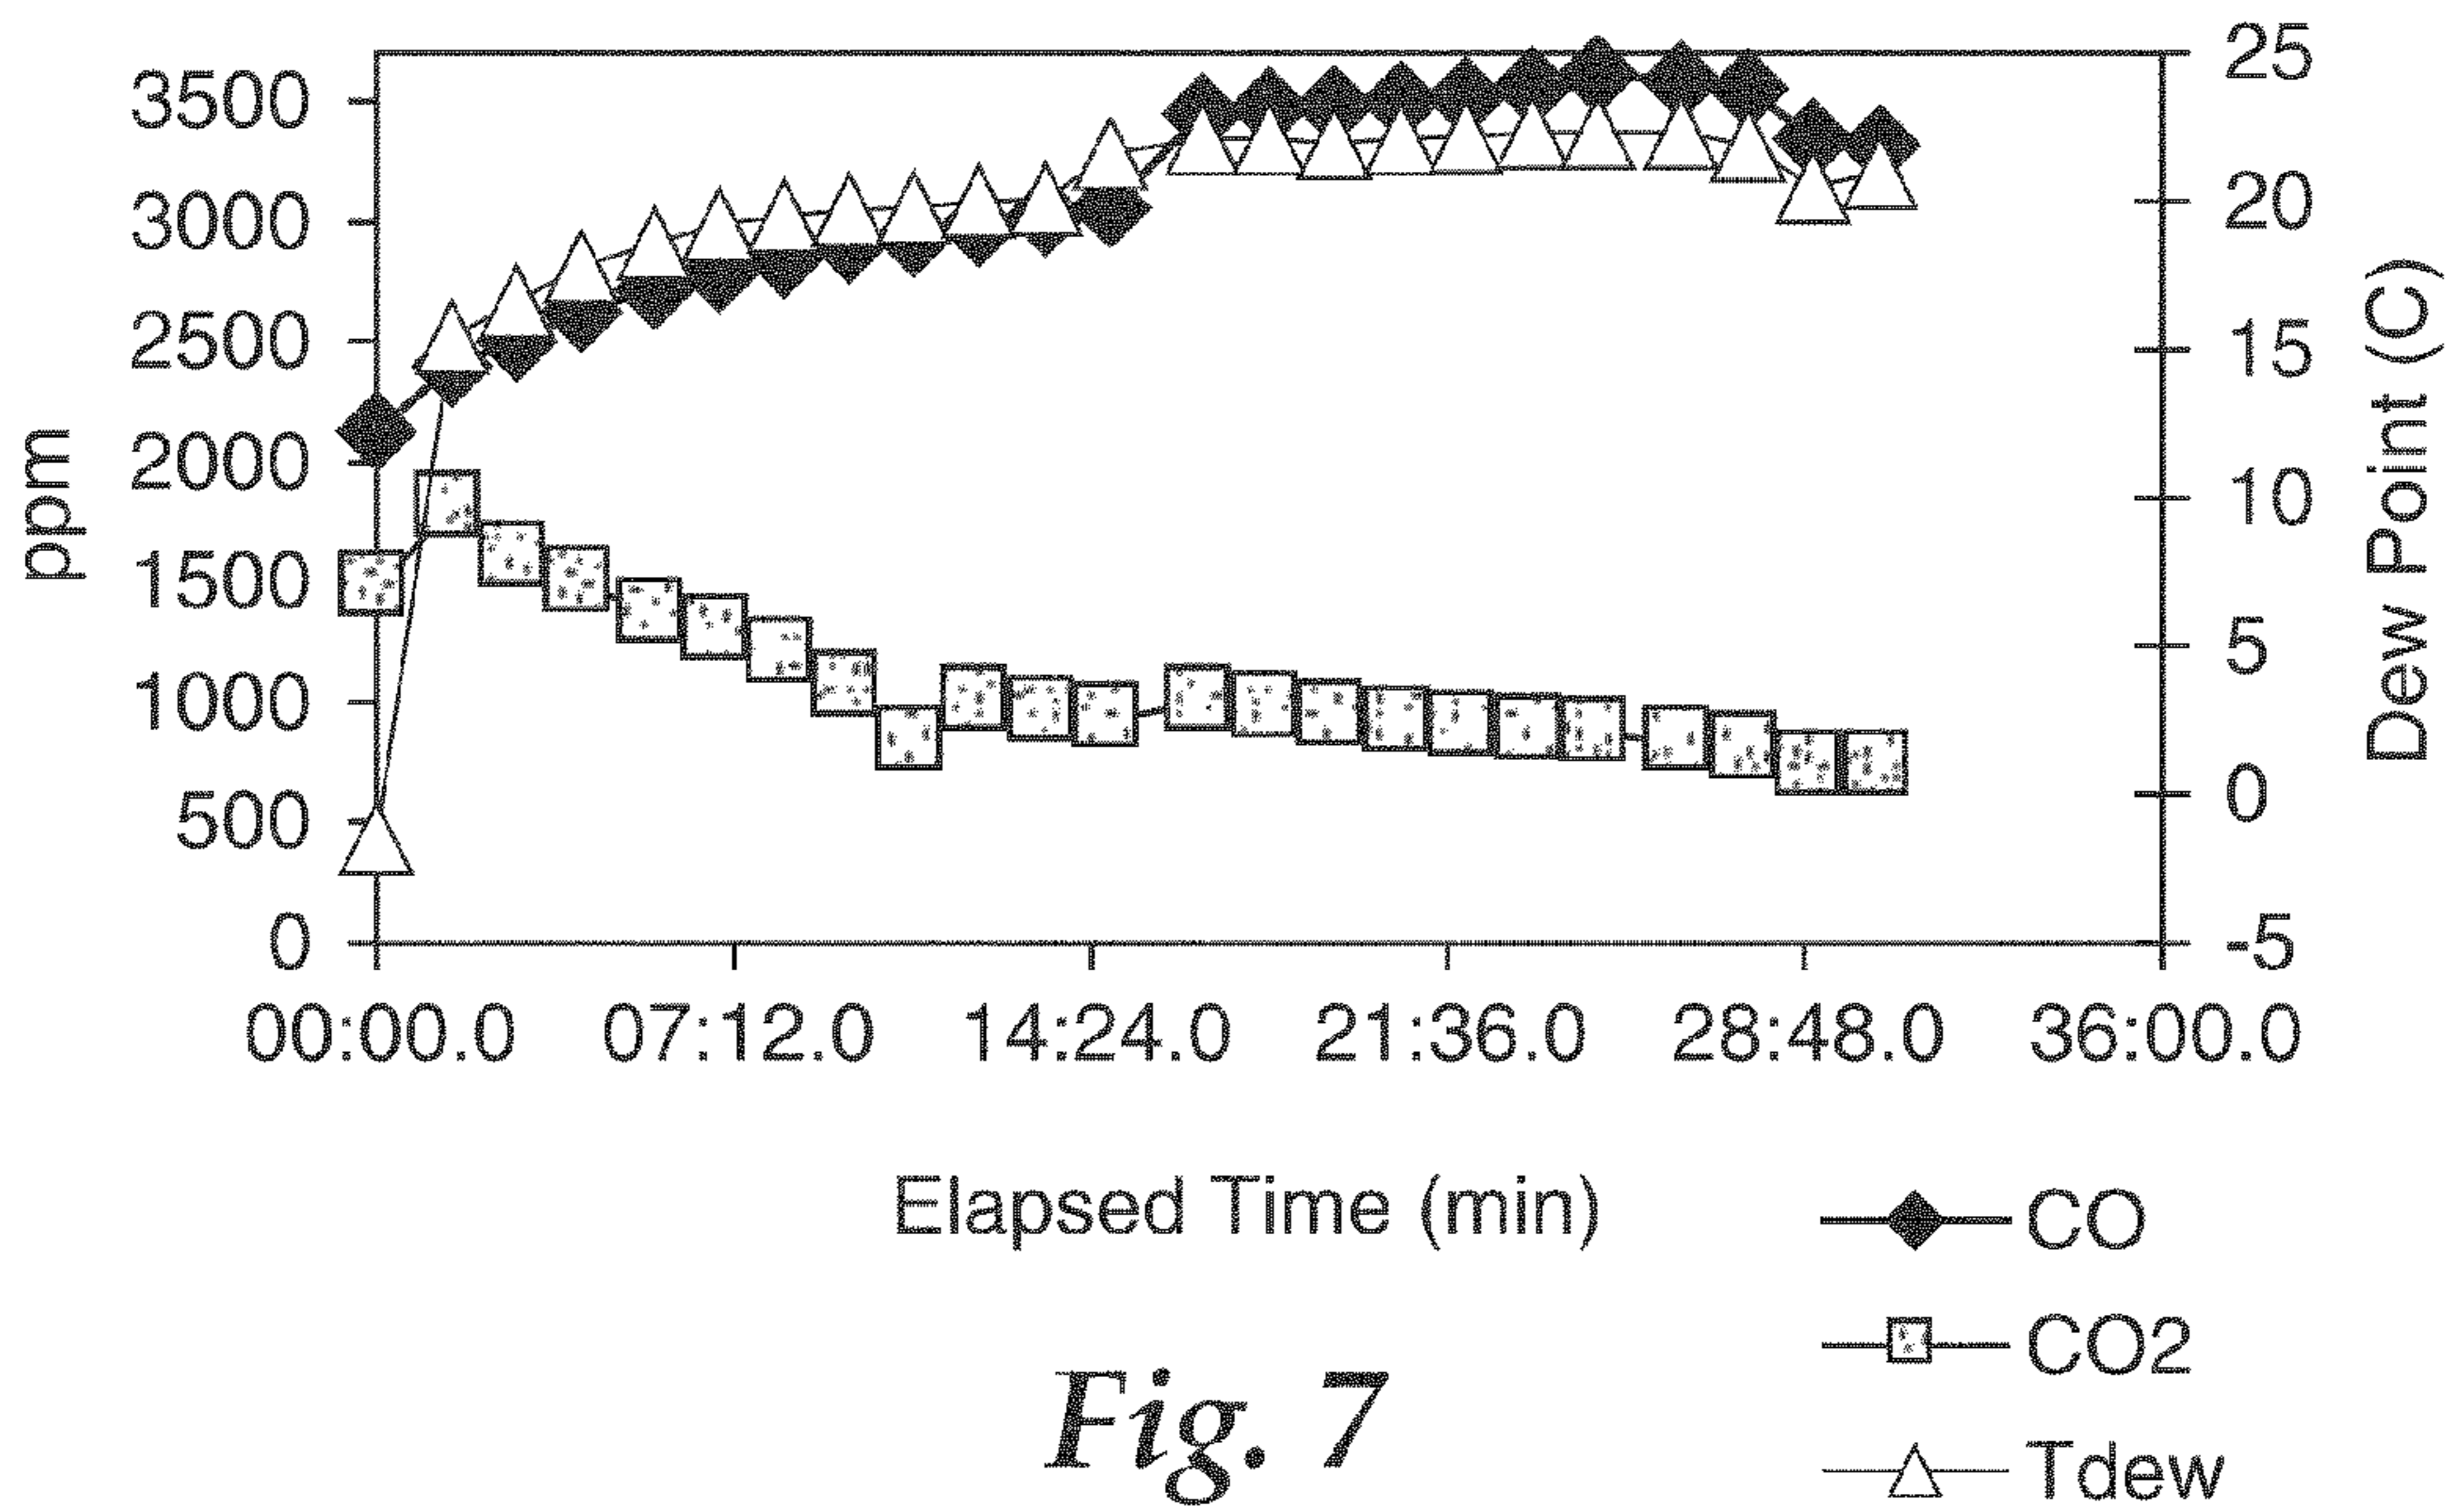 3500
3000
2500
2000
1500
1000
500
0
ppm
25
20
15
10
5
0
-5
Dew Point (C)
00:00.0 07:12.0 14:24.0 21:36.0 28:48.0 36:00.0
Elapsed Time (min)
CO
CO2
Tdew
Fig. 7